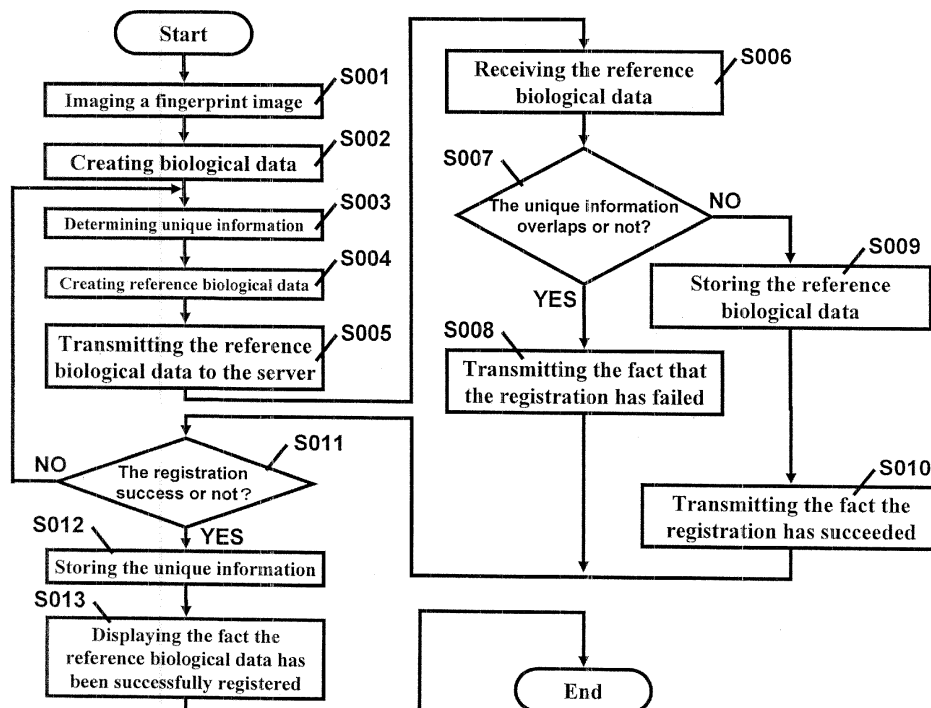 Start
S001
Imaging a fingerprint image
S002
Creating biological data
S003
Determining unique information
S004
Creating reference biological data
S005
Transmitting the reference
biological data to the server
S006
Receiving the reference
biological data
S007
The unique information
overlaps or not?
NO
YES
S008
Transmitting the fact that
the registration has failed
S009
Storing the reference
biological data
S010
Transmitting the fact the
registration has succeeded
S011
The registration
success or not?
NO
YES
S012
Storing the unique information
S013
Displaying the fact the
reference biological data has
been successfully registered
End